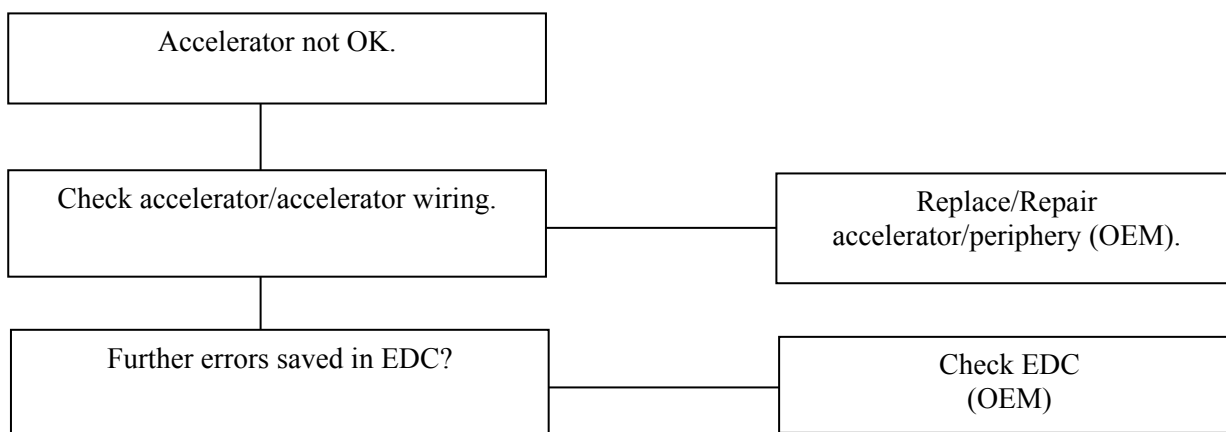 Accelerator not OK.
Check accelerator/accelerator wiring.
Replace/Repair
accelerator/periphery (OEM).
Further errors saved in EDC?
Check EDC
(OEM)